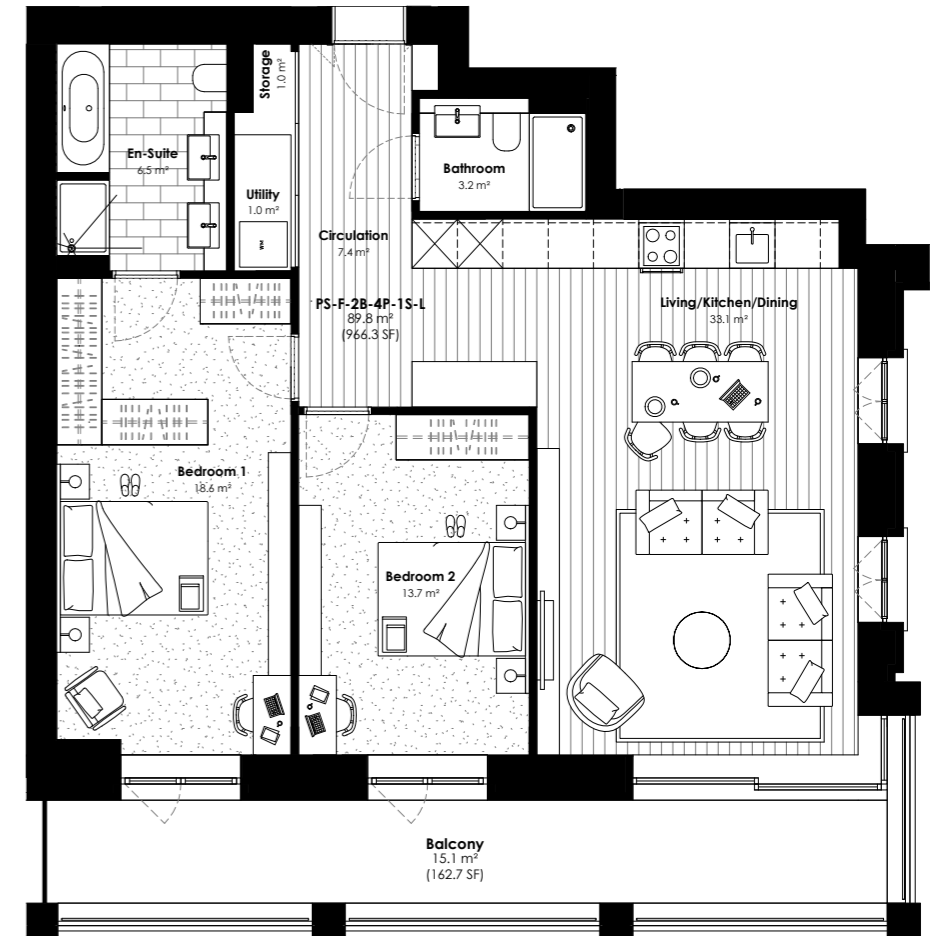 Storage
1.0 m²
En-Suite
6.5 m²
Bathroom
3.2 m²
Utility
1.0 m²
WM
Circulation
7.4 m²
PS-F-2B-4P-1S-L
89.8 m²
(966.3 SF)
Living/Kitchen/Dining
33.1 m²
Bedroom 1
18.6 m²
Bedroom 2
13.7 m²
Balcony
15.1 m²
(162.7 SF)